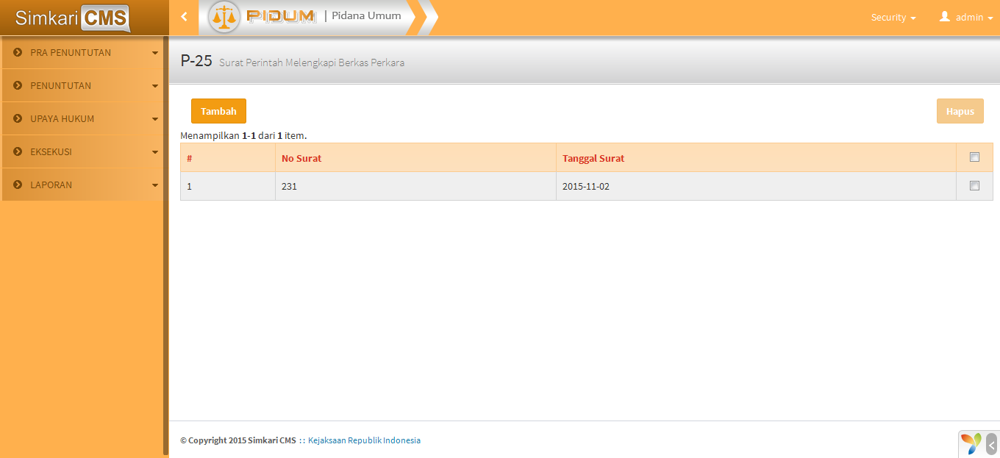 Simkari CMS
PIDUM | Pidana Umum
Security
admin
PRA PENUNTUTAN
PENUNTUTAN
UPAYA HUKUM
EKSEKUSI
LAPORAN
P-25 Surat Perintah Melengkapi Berkas Perkara
Tambah
Hapus
Menampilkan 1-1 dari 1 item.
# No Surat Tanggal Surat
1 231 2015-11-02
© Copyright 2015 Simkari CMS :: Kejaksaan Republik Indonesia